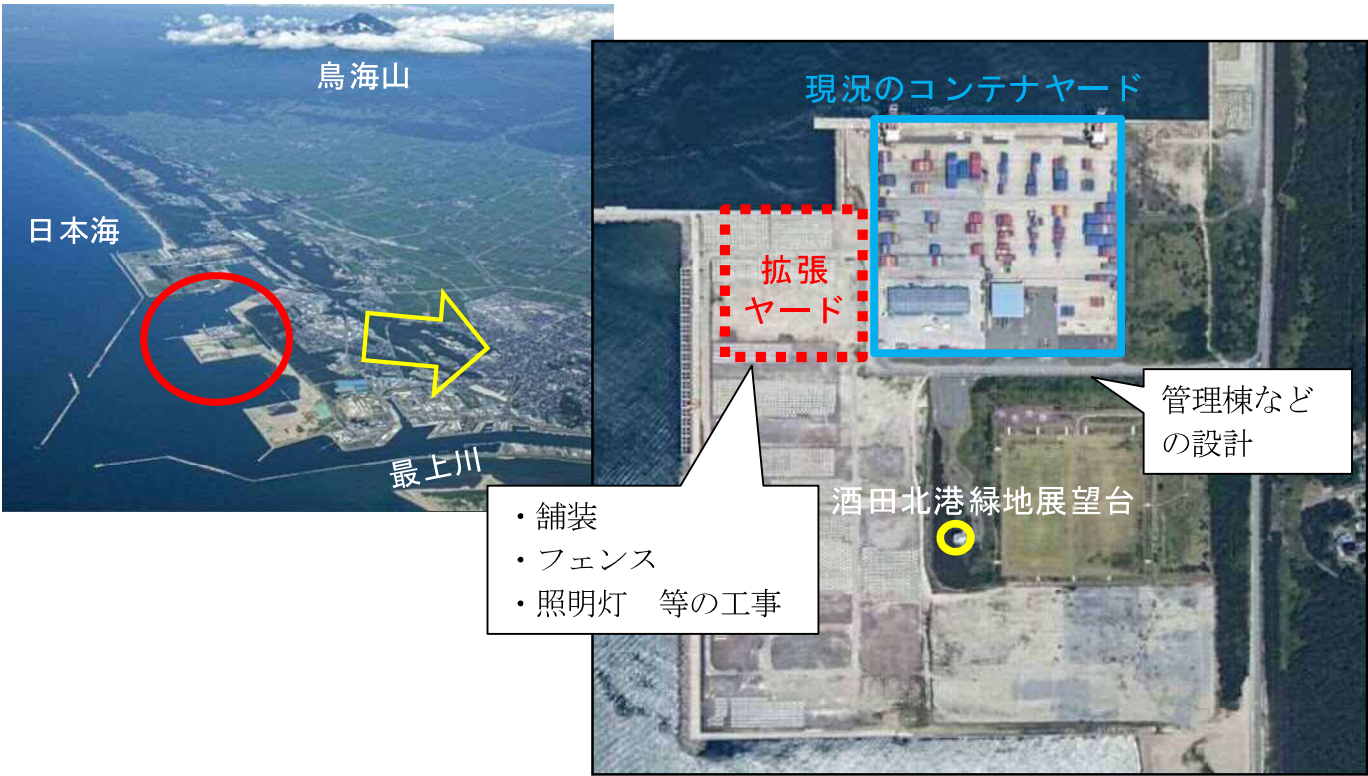 鳥海山
日本海
最上川
現況のコンテナヤード
拡張
ヤード
管理棟など
の設計
酒田北港緑地展望台
・舗装
・フェンス
・照明灯　等の工事